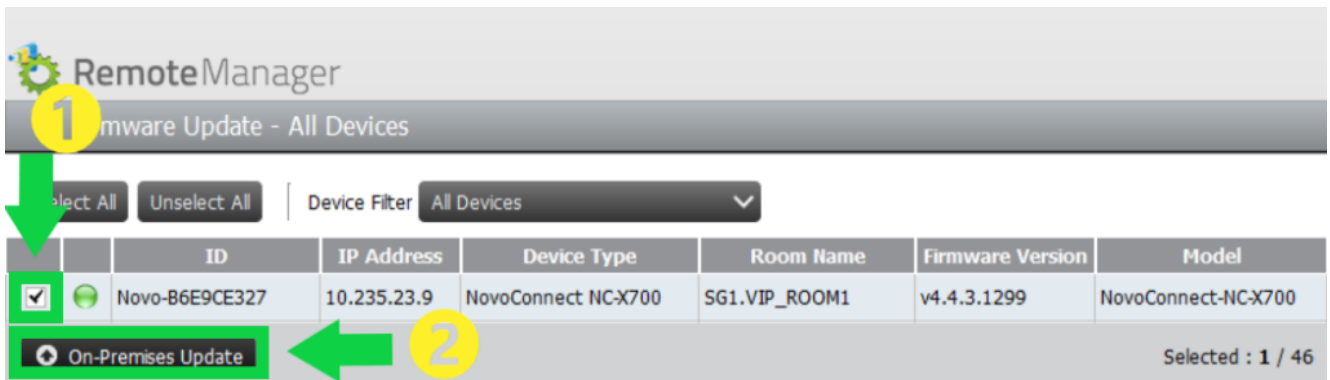 RemoteManager
1
mware Update - All Devices
elect All Unselect All Device Filter All Devices
ID IP Address Device Type Room Name Firmware Version Model
Novo-B6E9CE327 10.235.23.9 NovoConnect NC-X700 SG1.VIP_ROOM1 v4.4.3.1299 NovoConnect-NC-X700
On-Premises Update 2 Selected : 1 / 46